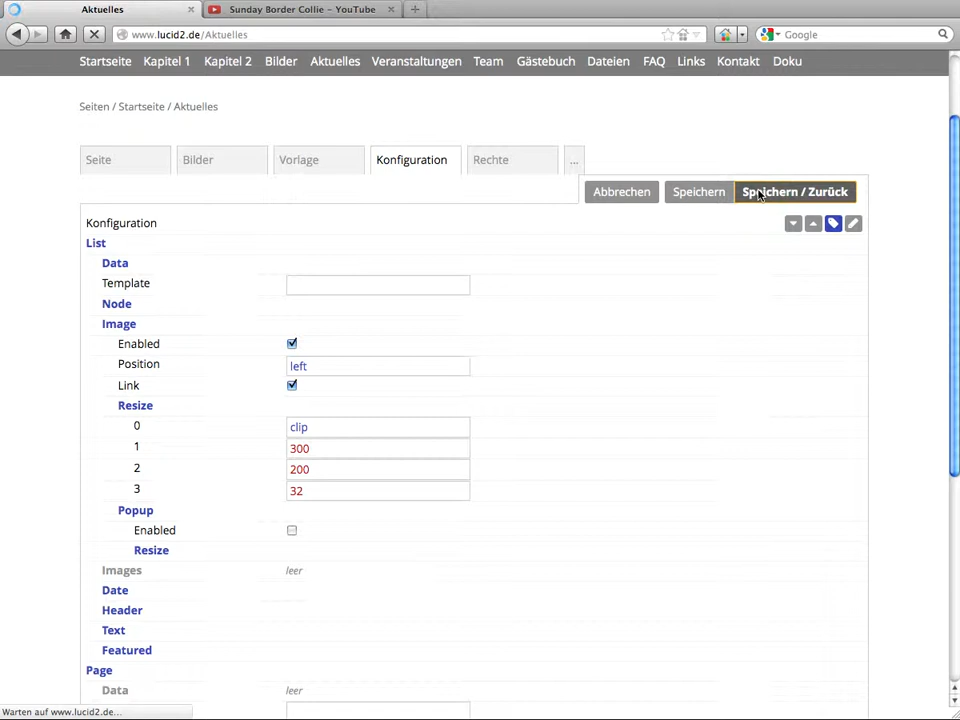 Aktuelles
Sunday Border Collie – YouTube
www.lucid2.de/Aktuelles
Google
Startseite Kapitel 1 Kapitel 2 Bilder Aktuelles Veranstaltungen Team Gästebuch Dateien FAQ Links Kontakt Doku
Seiten / Startseite / Aktuelles
Seite Bilder Vorlage Konfiguration Rechte ...
Abbrechen Speichern Speichern / Zurück
Konfiguration
List
Data
Template
Node
Image
Enabled
Position left
Link
Resize
0 clip
1 300
2 200
3 32
Popup
Enabled
Resize
Images leer
Date
Header
Text
Featured
Page
Data leer
Warten auf www.lucid2.de...